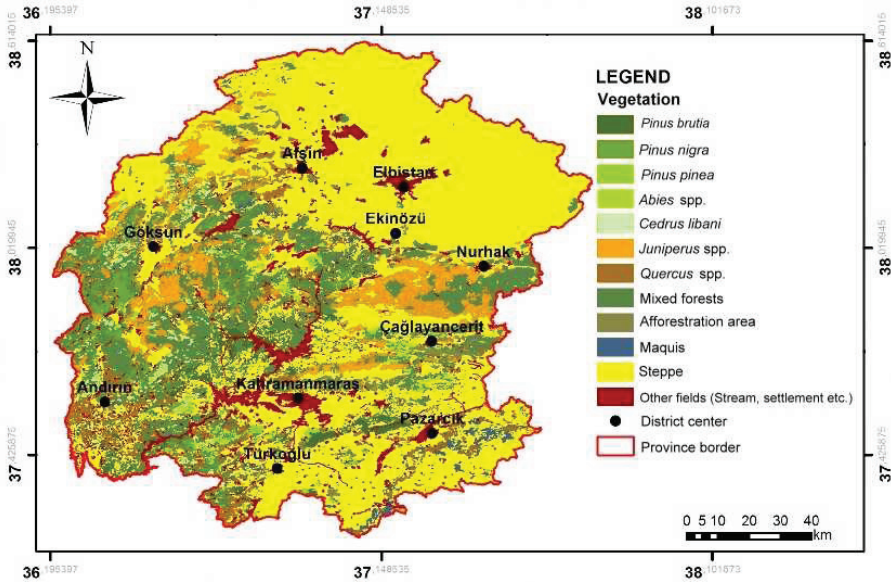 36.195397 37.148535 38.101673
38.614015 38.614015
N
LEGEND
Vegetation
Pinus brutia
Pinus nigra
Pinus pinea
Abies spp.
Cedrus libani
Juniperus spp.
Quercus spp.
Mixed forests
Afforestration area
Maquis
Steppe
Other fields (Stream, settlement etc.)
District center
Province border
Afşin
Elbistan
Ekinözü
Göksun
Nurhak
38.019945 38.019945
Çağlayancerit
Andırın
Kahramanmaraş
Pazarcık
Türkoğlu
37.425875 37.425875
0 5 10 20 30 40
km
36.195397 37.148535 38.101673